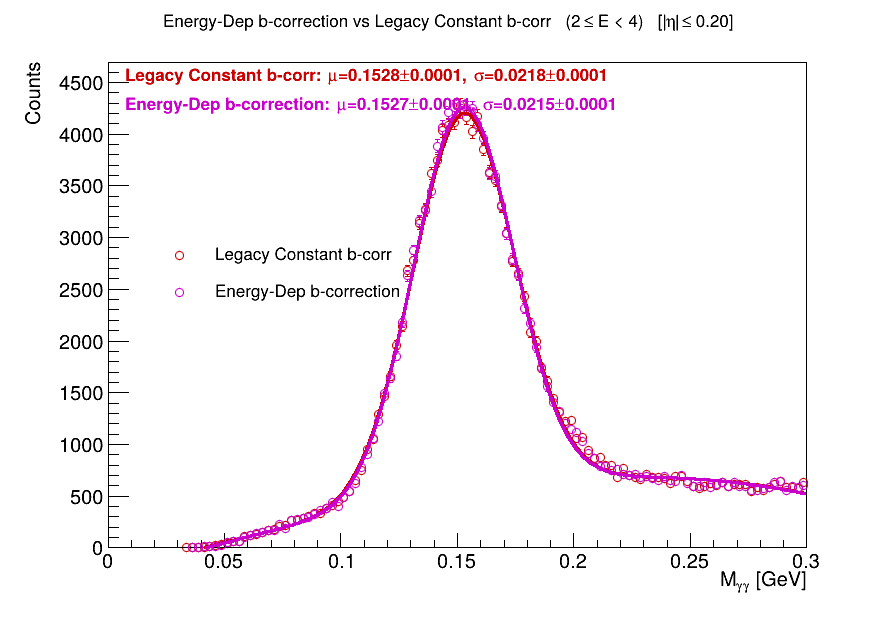 Energy-Dep b-correction vs Legacy Constant b-corr (2 ≤ E < 4) [|η| ≤ 0.20]
Counts
Legacy Constant b-corr: μ=0.1528±0.0001, σ=0.0218±0.0001
Energy-Dep b-correction: μ=0.1527±0.0001, σ=0.0215±0.0001
Legacy Constant b-corr
Energy-Dep b-correction
4500
4000
3500
3000
2500
2000
1500
1000
500
0
0 0.05 0.1 0.15 0.2 0.25 0.3
Mγγ [GeV]